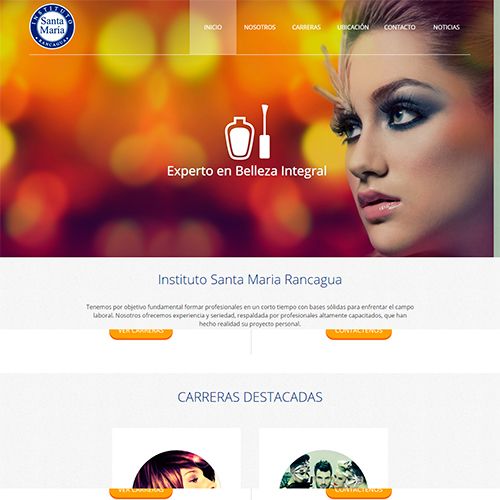 INSTITUTO
Santa
María
RANCAGUA
INICIO
NOSOTROS
CARRERAS
UBICACIÓN
CONTACTO
NOTICIAS
Experto en Belleza Integral
Instituto Santa Maria Rancagua
Tenemos por objetivo fundamental formar profesionales en un corto tiempo con bases sólidas para enfrentar el campo
laboral. Nosotros ofrecemos experiencia y seriedad, respaldada por profesionales altamente capacitados, que han
hecho realidad su proyecto personal.
VER CARRERAS
CONTÁCTENOS
CARRERAS DESTACADAS
VER CARRERAS
CONTÁCTENOS